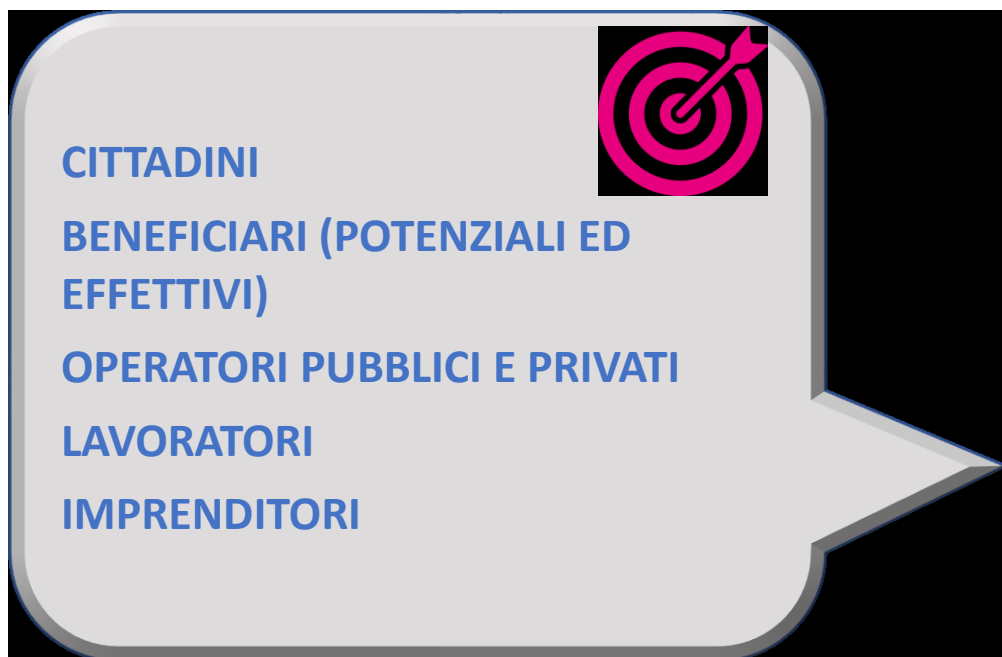 CITTADINI
BENEFICIARI (POTENZIALI ED
EFFETTIVI)
OPERATORI PUBBLICI E PRIVATI
LAVORATORI
IMPRENDITORI